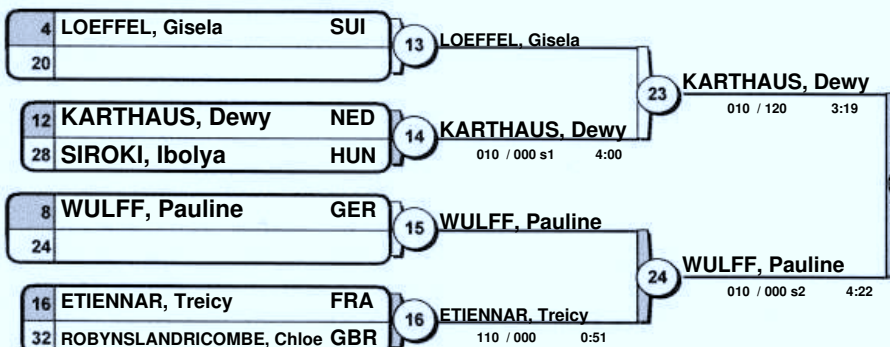 4 LOEFFEL, Gisela SUI
20
13
LOEFFEL, Gisela
12 KARTHAUS, Dewy NED
28 SIROKI, Ibolya HUN
14
KARTHAUS, Dewy
010 / 000 s1 4:00
23
KARTHAUS, Dewy
010 / 120 3:19
8 WULFF, Pauline GER
24
15
WULFF, Pauline
16 ETIENNAR, Treicy FRA
32 ROBYNSLANDRICOMBE, Chloe GBR
16
ETIENNAR, Treicy
110 / 000 0:51
24
WULFF, Pauline
010 / 000 s2 4:22